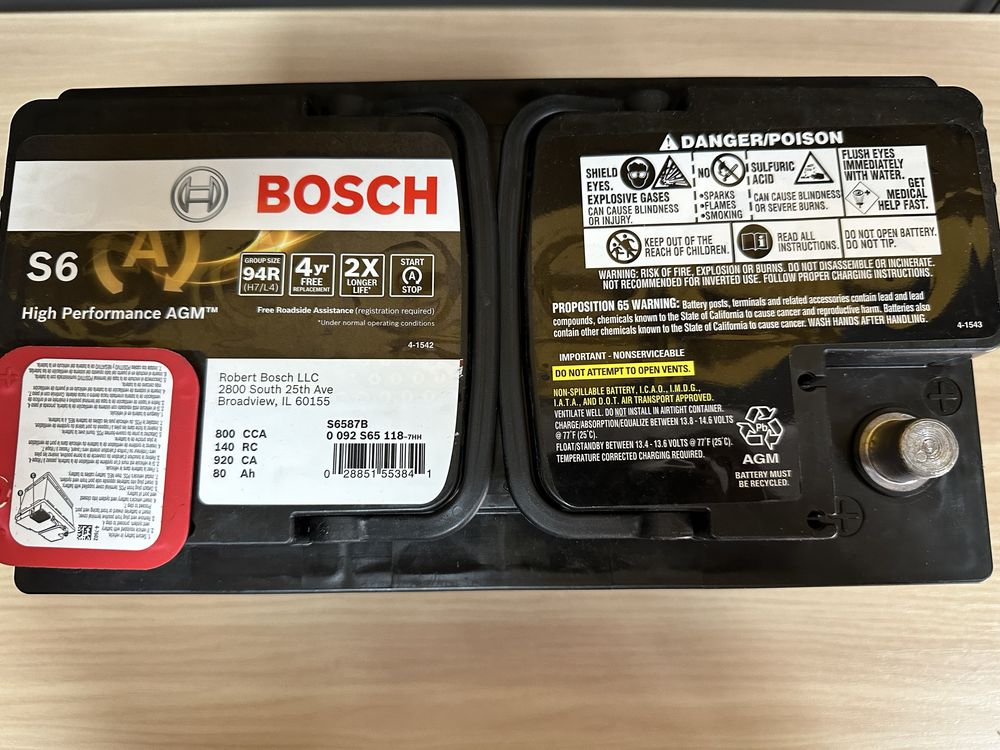 BOSCH
S6
A
GROUP SIZE
94R
(H7/L4)
4yr
FREE
REPLACEMENT
2X
LONGER
LIFE*
START
A
STOP
High Performance AGM™
Free Roadside Assistance (registration required)
*Under normal operating conditions
4-1542
Robert Bosch LLC
2800 South 25th Ave
Broadview, IL 60155
S6587B
0 092 S65 118-7HH
800 CCA
140 RC
920 CA
80 Ah
0 28851 55384 1
DANGER/POISON
SHIELD
EYES.
EXPLOSIVE GASES
CAN CAUSE BLINDNESS
OR INJURY.
NO
•SPARKS
•FLAMES
•SMOKING
SULFURIC
ACID
CAN CAUSE BLINDNESS
OR SEVERE BURNS.
FLUSH EYES
IMMEDIATELY
WITH WATER.
GET
MEDICAL
HELP FAST.
KEEP OUT OF THE
REACH OF CHILDREN.
READ ALL
INSTRUCTIONS.
DO NOT OPEN BATTERY.
DO NOT TIP.
WARNING: RISK OF FIRE, EXPLOSION OR BURNS. DO NOT DISASSEMBLE OR INCINERATE.
NOT RECOMMENDED FOR INVERTED USE. FOLLOW PROPER CHARGING INSTRUCTIONS.
PROPOSITION 65 WARNING: Battery posts, terminals and related accessories contain lead and lead
compounds, chemicals known to the State of California to cause cancer and reproductive harm. Batteries also
contain other chemicals known to the State of California to cause cancer. WASH HANDS AFTER HANDLING.
4-1543
IMPORTANT - NONSERVICEABLE
DO NOT ATTEMPT TO OPEN VENTS.
NON-SPILLABLE BATTERY, I.C.A.O., I.M.D.G.,
I.A.T.A., AND D.O.T. AIR TRANSPORT APPROVED.
VENTILATE WELL. DO NOT INSTALL IN AIRTIGHT CONTAINER.
CHARGE/ABSORPTION/EQUALIZE BETWEEN 13.8 - 14.6 VOLTS
@ 77˚F (25˚C).
FLOAT/STANDBY BETWEEN 13.4 - 13.6 VOLTS @ 77˚F (25˚C).
TEMPERATURE CORRECTED CHARGING REQUIRED.
Pb
AGM
BATTERY MUST
BE RECYCLED.